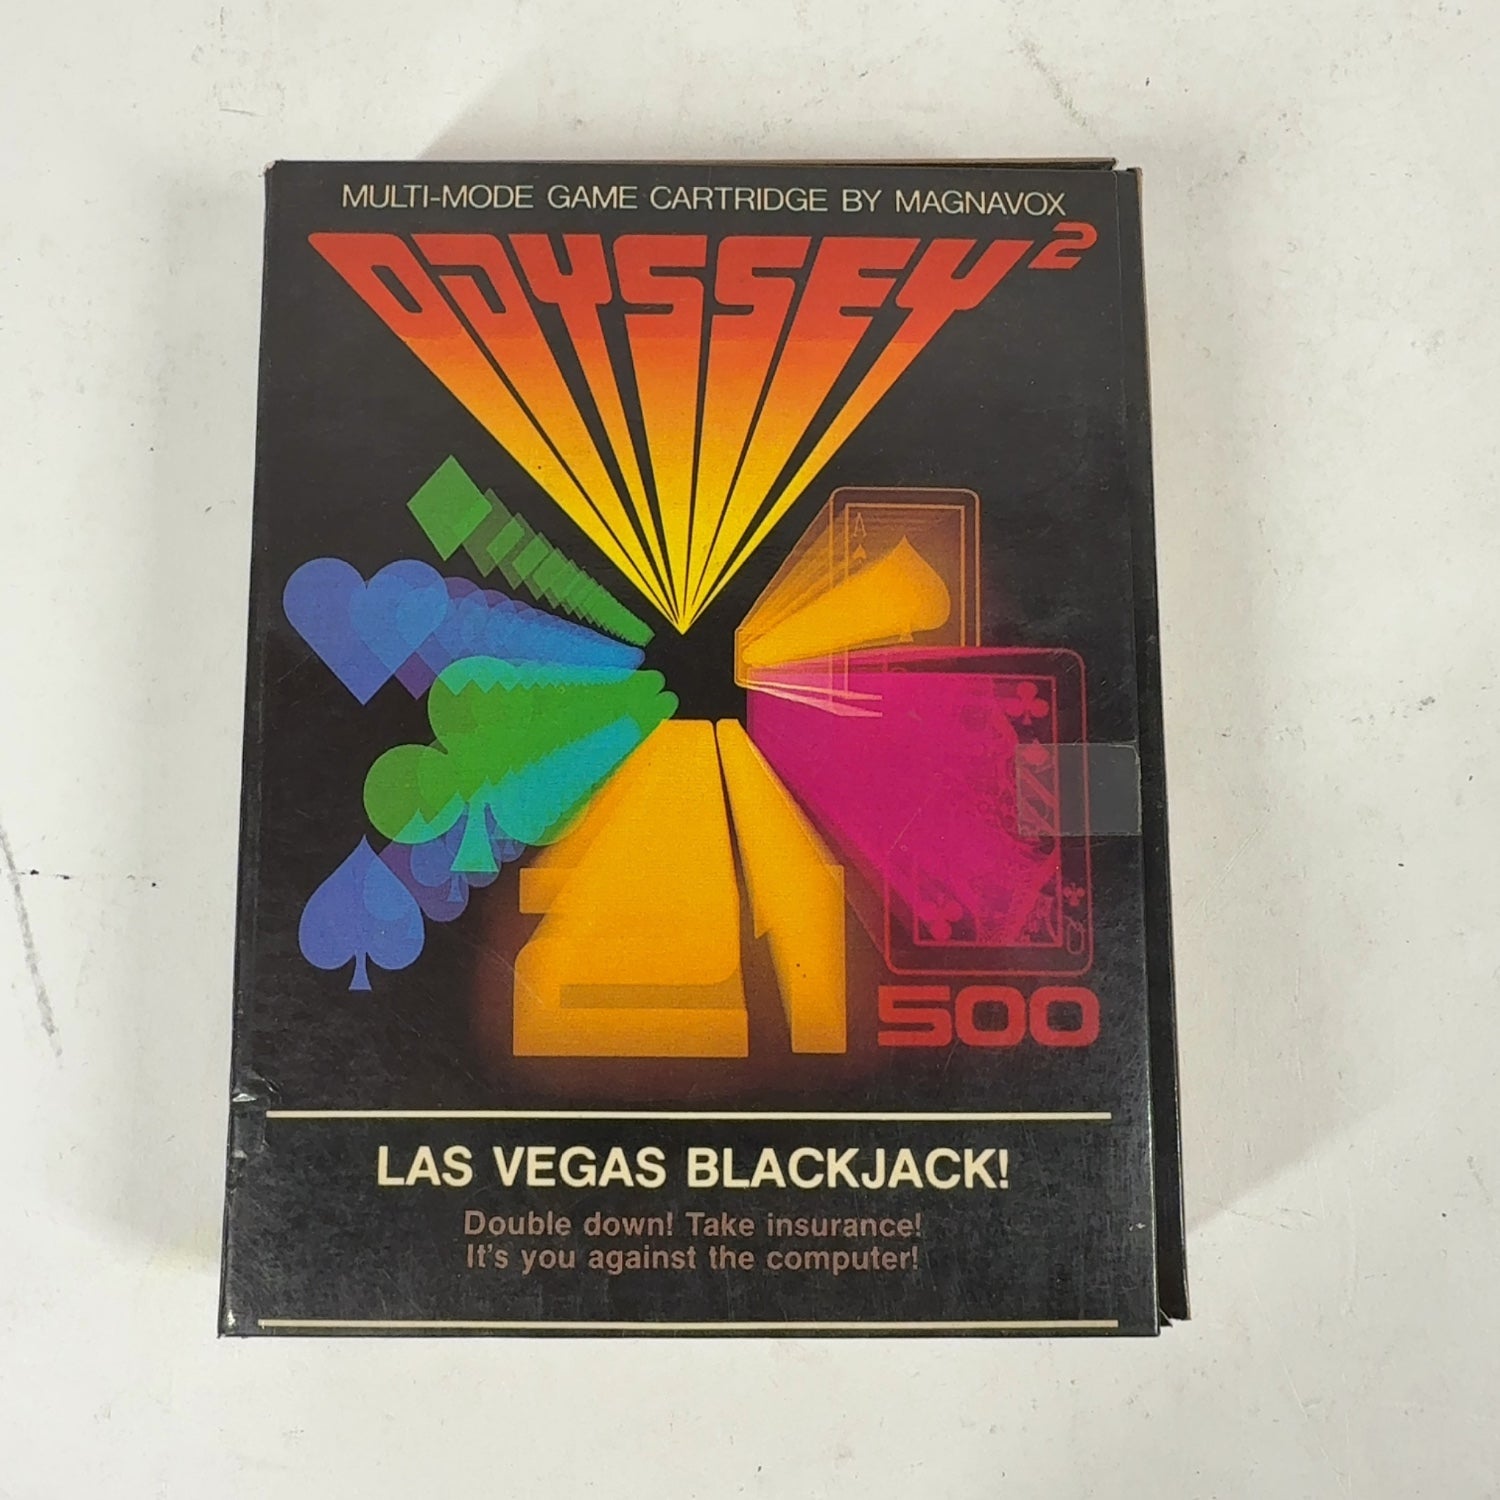 MULTI-MODE GAME CARTRIDGE BY MAGNAVOX
ODYSSEY²
A
Q
21
500
LAS VEGAS BLACKJACK!
Double down! Take insurance!
It's you against the computer!